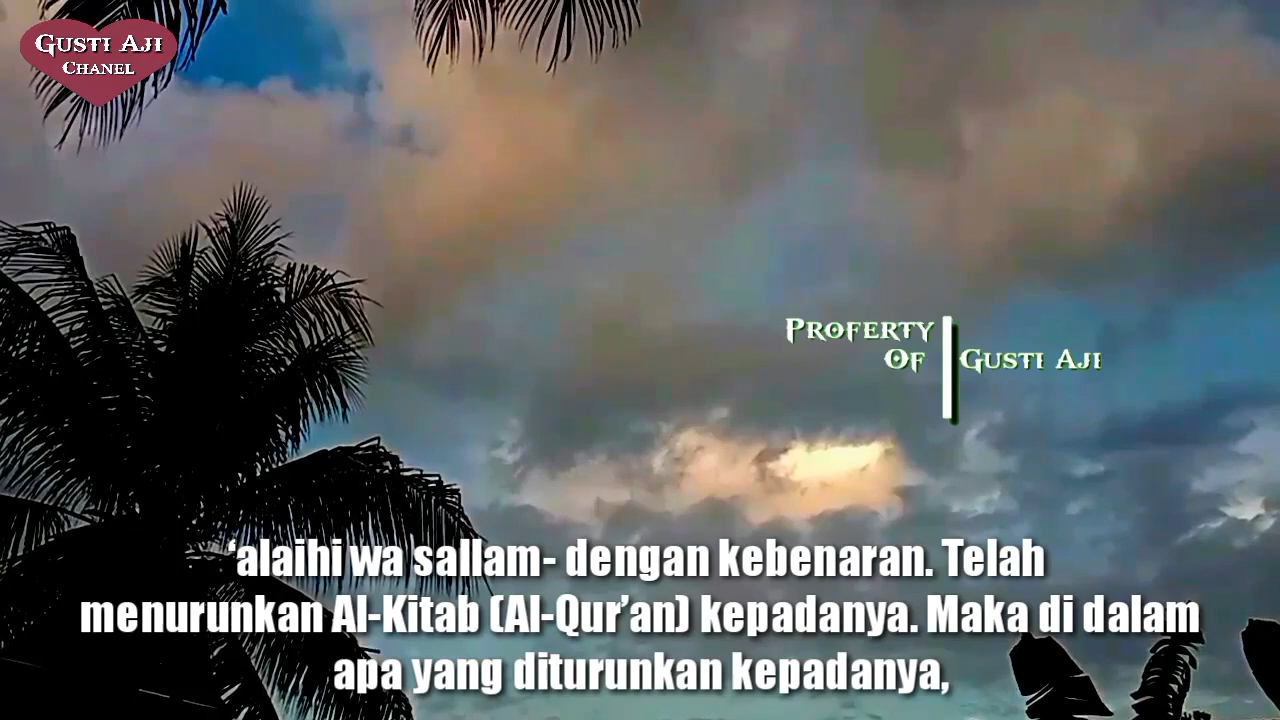 Gusti Aji
Chanel
Proferty
Of
Gusti Aji
‘alaihi wa sallam- dengan kebenaran. Telah
menurunkan Al-Kitab (Al-Qur’an) kepadanya. Maka di dalam
apa yang diturunkan kepadanya,